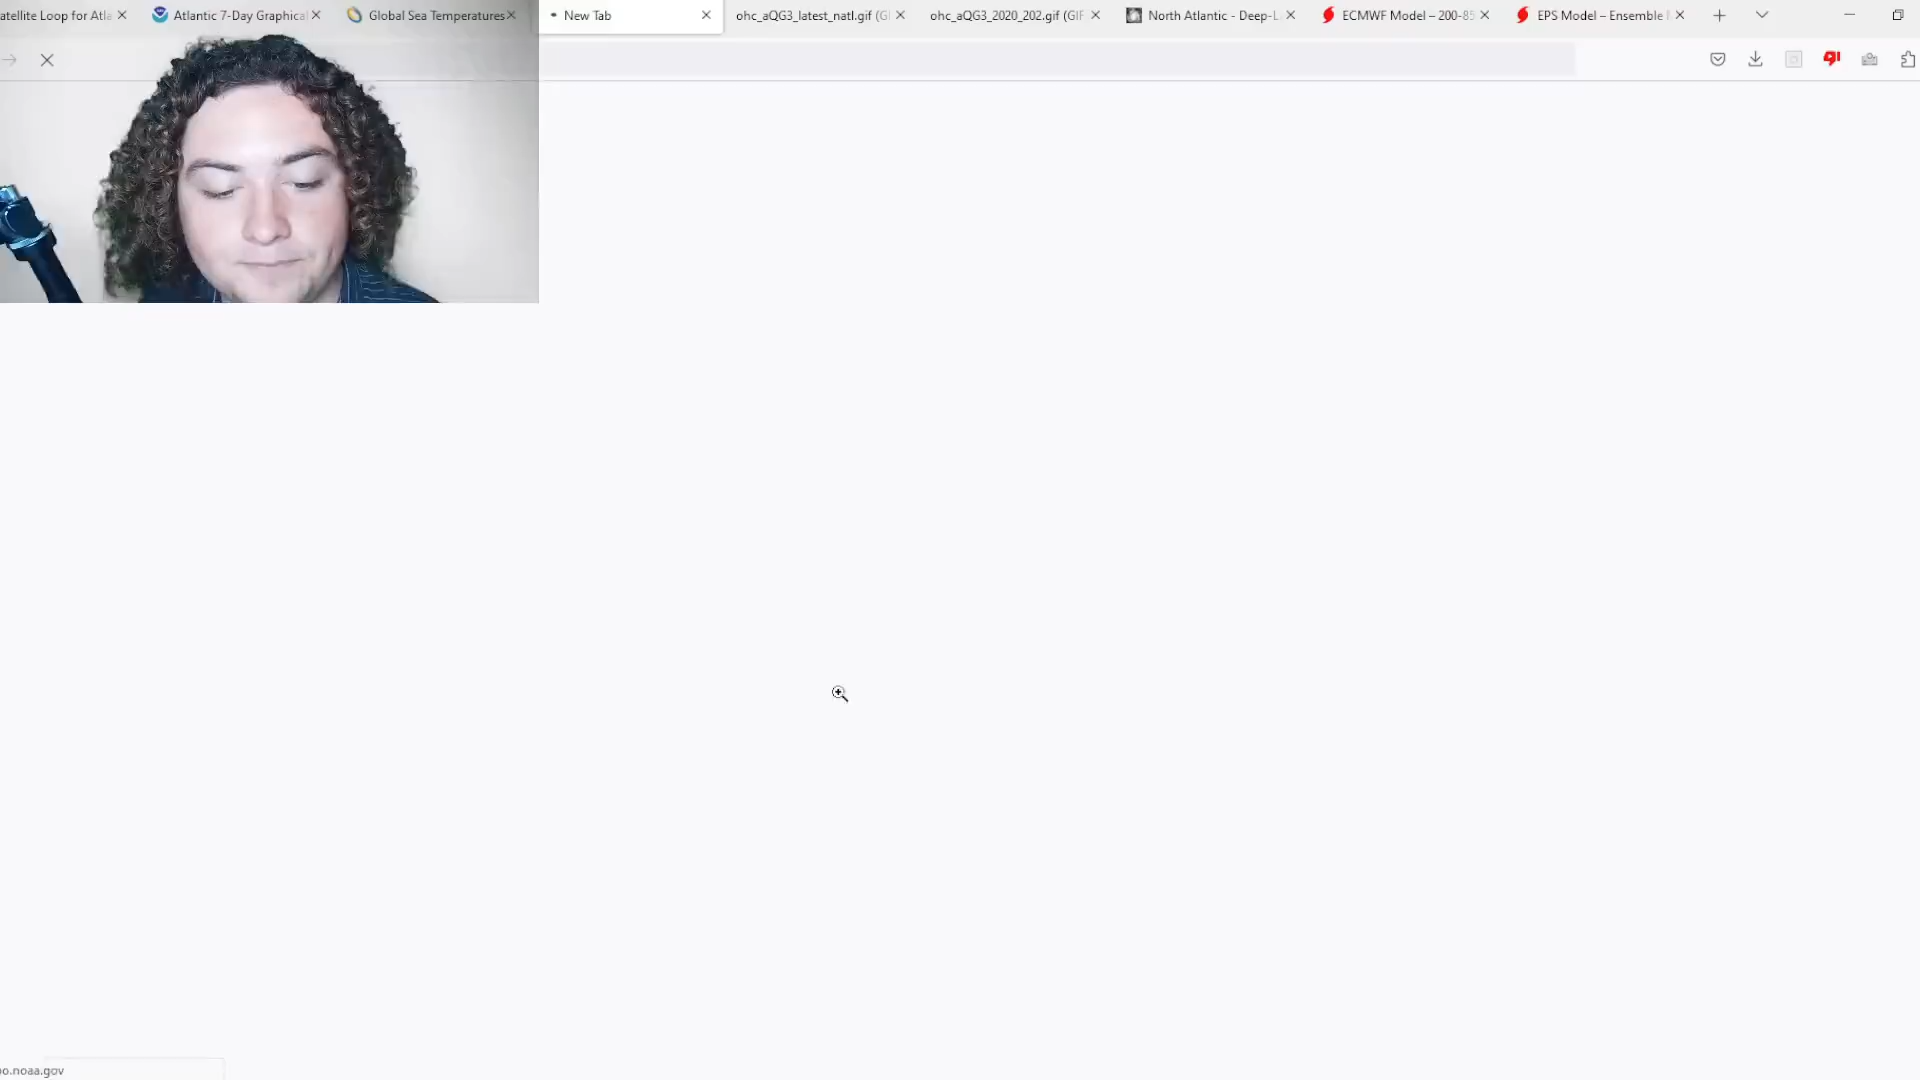 atellite Loop for Atla
Atlantic 7-Day Graphical
Global Sea Temperatures
New Tab
ohc_aQG3_latest_natl.gif (G
ohc_aQG3_2020_202.gif (GIF
North Atlantic - Deep-L
ECMWF Model – 200-85
EPS Model – Ensemble
oo.noaa.gov